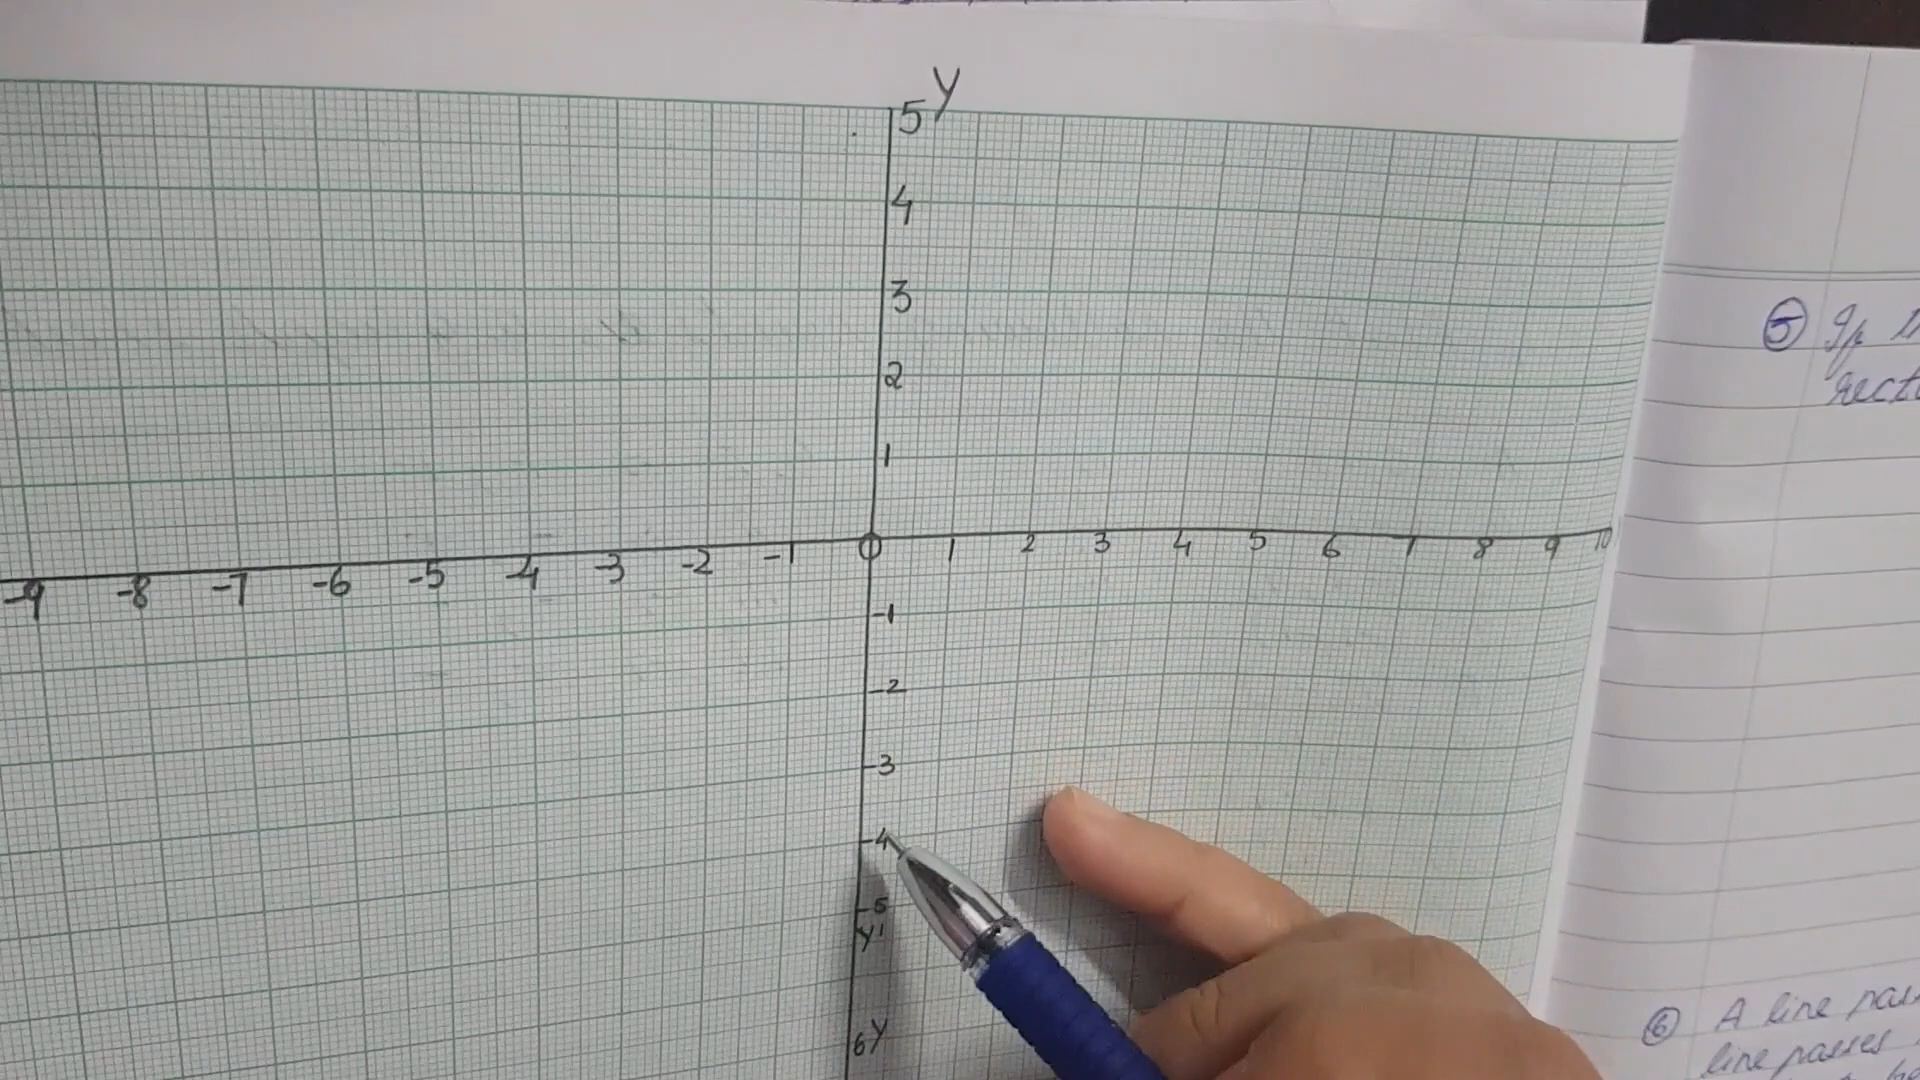 Y
5
4
3
2
1
-9 -8 -7 -6 -5 -4 -3 -2 -1 0 1 2 3 4 5 6 7 8 9 10
-1
-2
-3
-4
-5
Y'
6Y
5
rect
6 A line pas
line passes